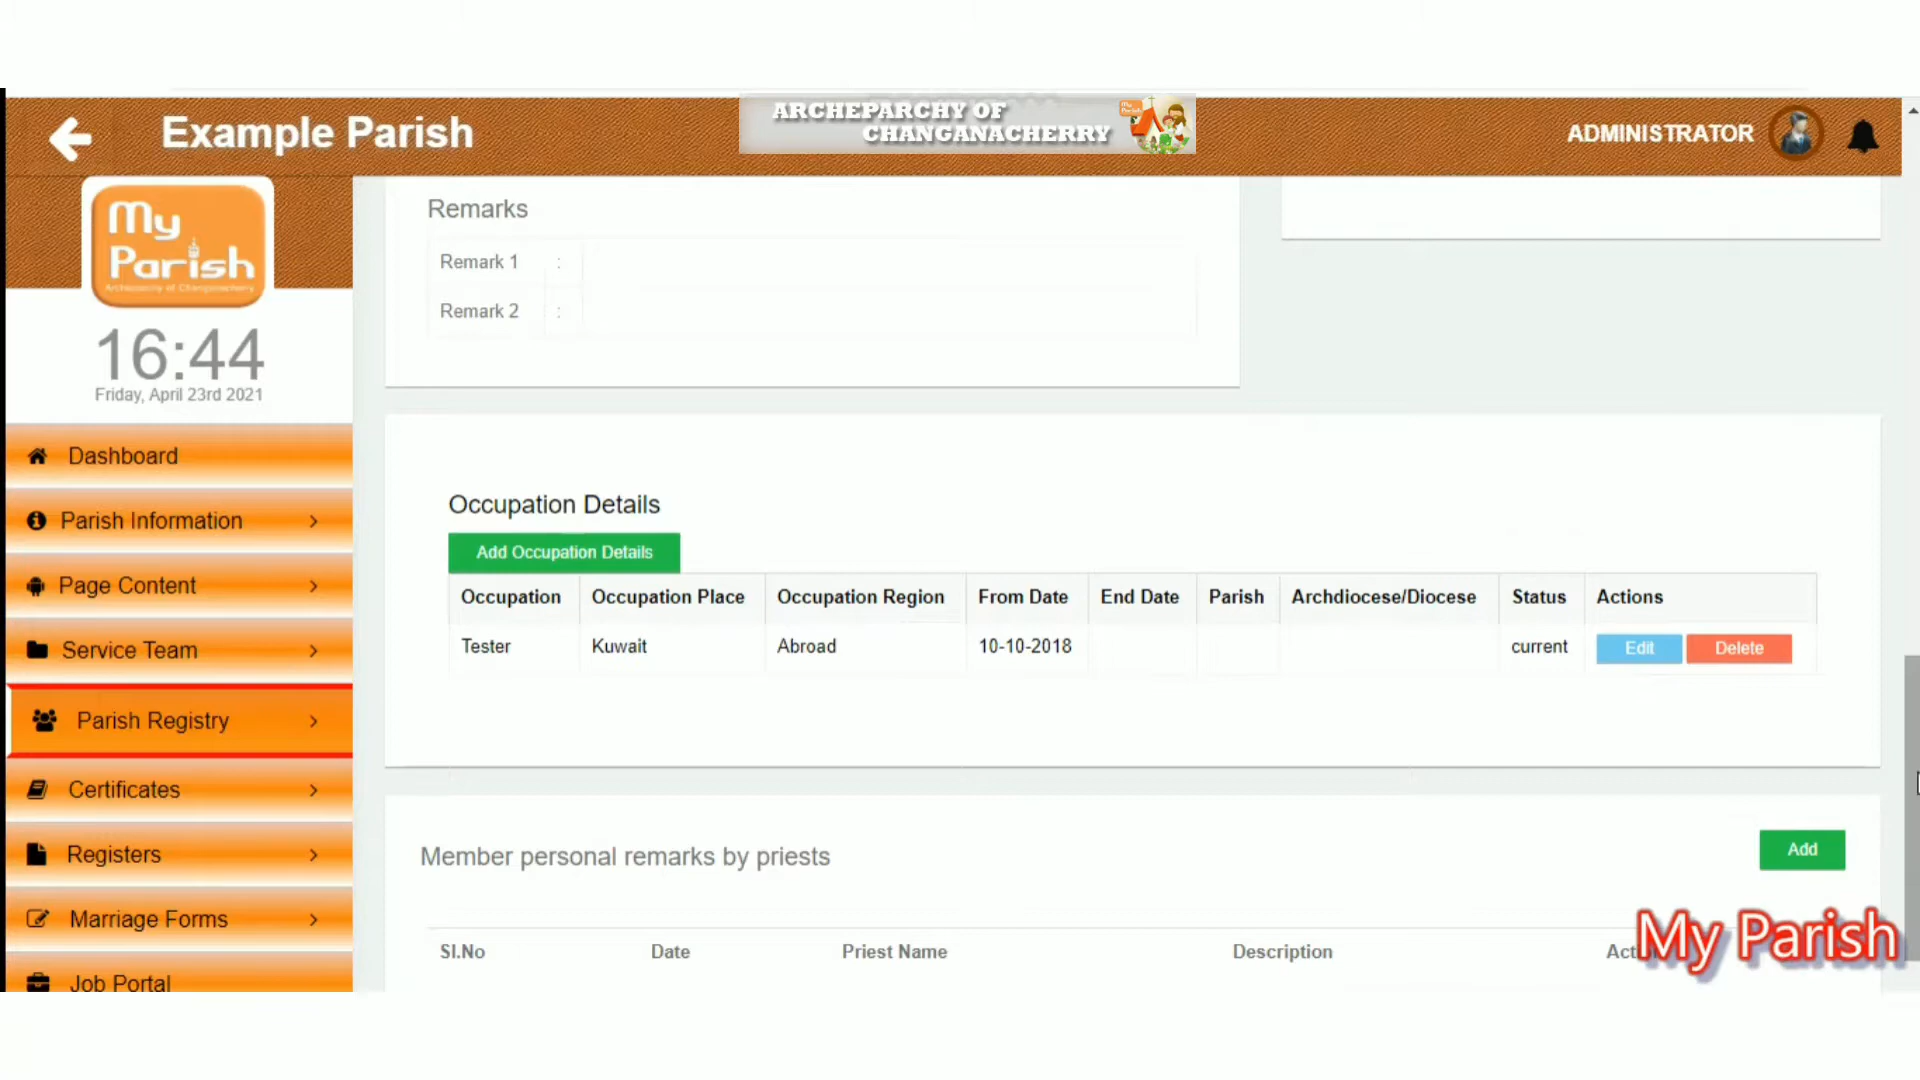 Example Parish
ARCHEPARCHY OF
CHANGANACHERRY
ADMINISTRATOR
My
Parish
Archeparchy of Changanacherry
16:44
Friday, April 23rd 2021
Dashboard
Parish Information
Page Content
Service Team
Parish Registry
Certificates
Registers
Marriage Forms
Job Portal
Remarks
Remark 1 :
Remark 2 :
Occupation Details
Add Occupation Details
Occupation Occupation Place Occupation Region From Date End Date Parish Archdiocese/Diocese Status Actions
Tester Kuwait Abroad 10-10-2018 current Edit Delete
Member personal remarks by priests
Add
Sl.No Date Priest Name Description
My Parish